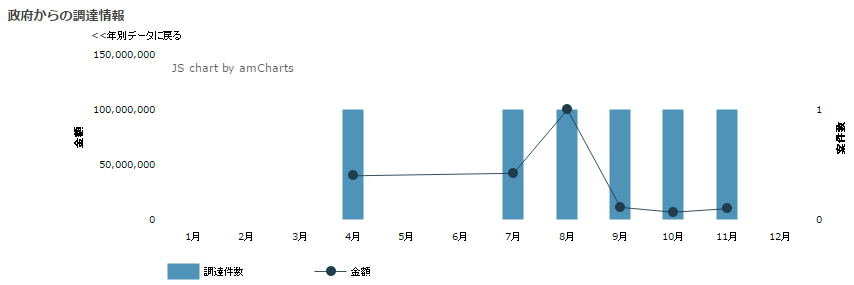 政府からの調達情報
<<年別データに戻る
JS chart by amCharts
金額
150,000,000
100,000,000
50,000,000
0
案件数
1
0
1月 2月 3月 4月 5月 6月 7月 8月 9月 10月 11月 12月
調達件数 金額